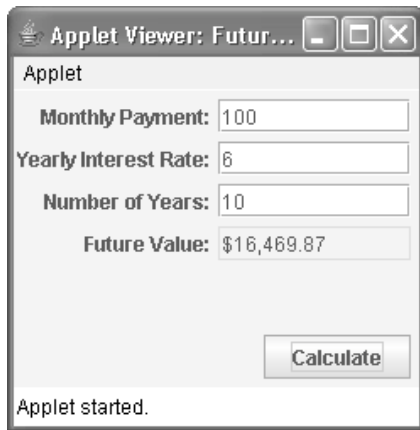 Applet Viewer: Futur...
Applet
Monthly Payment: 100
Yearly Interest Rate: 6
Number of Years: 10
Future Value: $16,469.87
Calculate
Applet started.